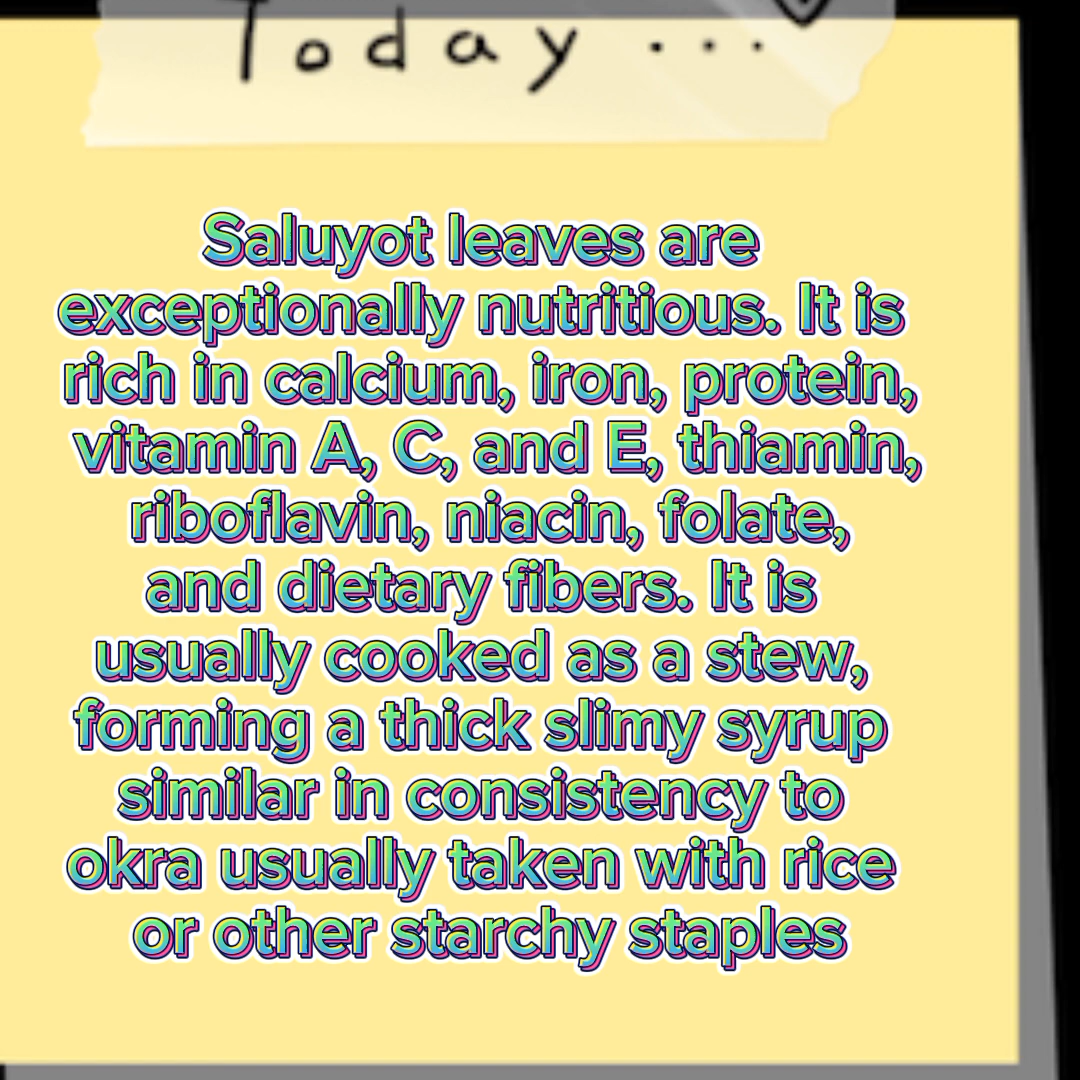 Today ...
Saluyot leaves are
exceptionally nutritious. It is
rich in calcium, iron, protein,
vitamin A, C, and E, thiamin,
riboflavin, niacin, folate,
and dietary fibers. It is
usually cooked as a stew,
forming a thick slimy syrup
similar in consistency to
okra usually taken with rice
or other starchy staples